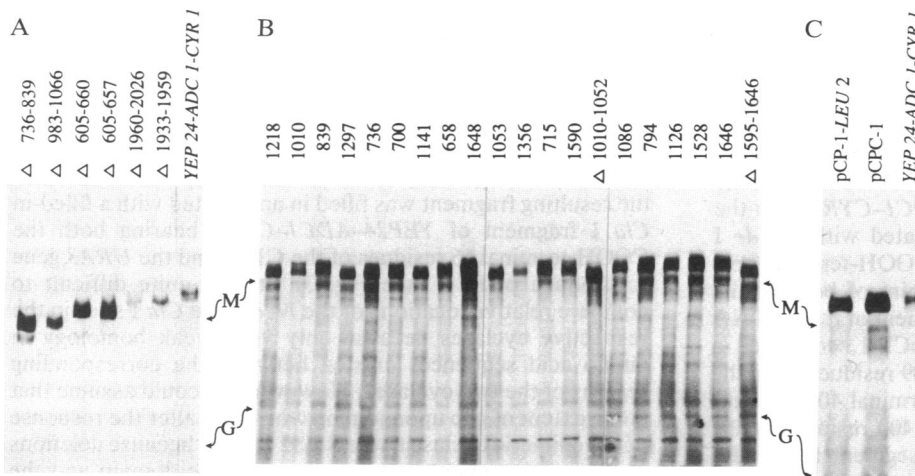 A
Δ 736-839
Δ 983-1066
Δ 605-660
Δ 605-657
Δ 1960-2026
Δ 1933-1959
YEP 24-ADC 1-CYR 1
B
1218
1010
839
1297
736
700
1141
658
1648
1053
1356
715
1590
Δ 1010-1052
1086
794
1126
1528
1646
Δ 1595-1646
C
pCP-1-LEU 2
pCPC-1
YEP 24-ADC 1-CYR 1
M
G
M
G